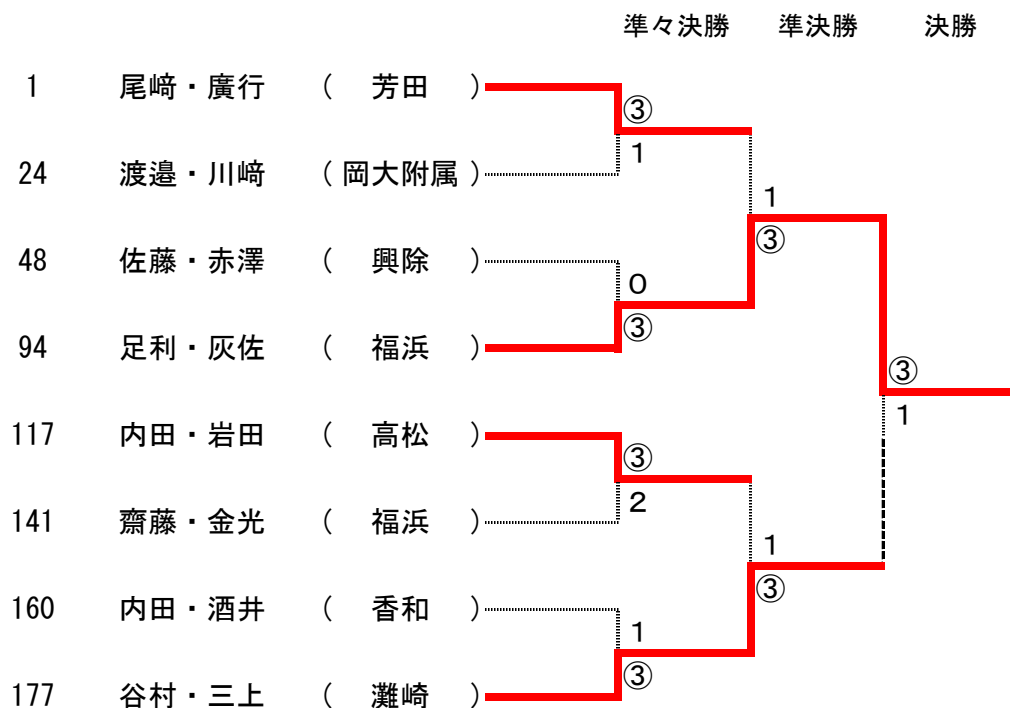 準々決勝 準決勝 決勝
1 尾﨑・廣行 ( 芳田 )
③
1
24 渡邉・川﨑 ( 岡大附属 )
1
③
48 佐藤・赤澤 ( 興除 )
0
③
94 足利・灰佐 ( 福浜 )
③
1
117 内田・岩田 ( 高松 )
③
2
141 齋藤・金光 ( 福浜 )
1
③
160 内田・酒井 ( 香和 )
1
③
177 谷村・三上 ( 灘崎 )